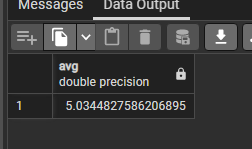 Messages Data Output
avg
double precision
1 5.0344827586206895